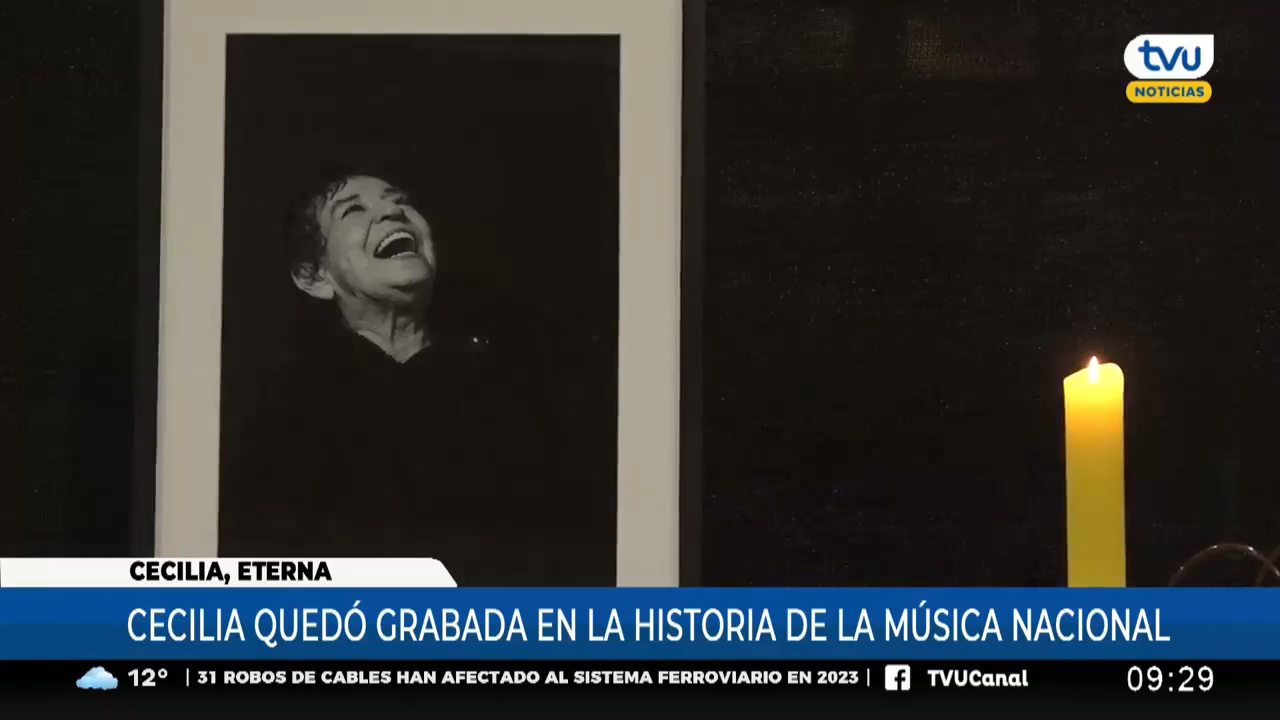 tvu
NOTICIAS
CECILIA, ETERNA
CECILIA QUEDÓ GRABADA EN LA HISTORIA DE LA MÚSICA NACIONAL
12° | 31 ROBOS DE CABLES HAN AFECTADO AL SISTEMA FERROVIARIO EN 2023 | TVUCanal 09:29